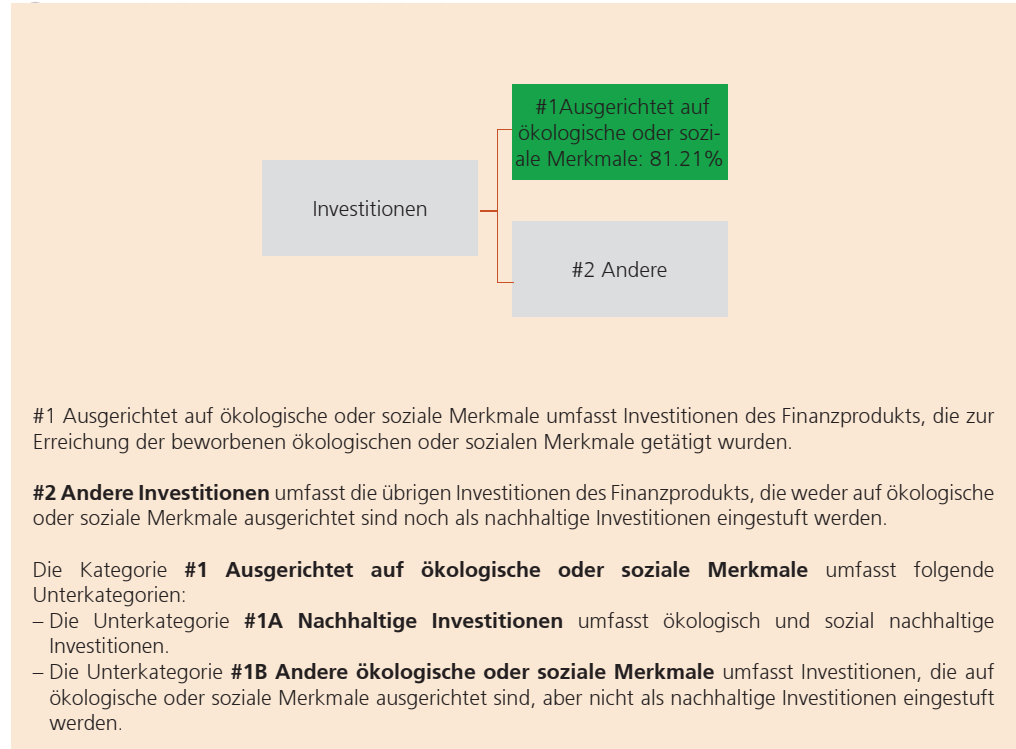 #1Ausgerichtet auf
ökologische oder sozi-
ale Merkmale: 81.21%
Investitionen
#2 Andere
#1 Ausgerichtet auf ökologische oder soziale Merkmale umfasst Investitionen des Finanzprodukts, die zur
Erreichung der beworbenen ökologischen oder sozialen Merkmale getätigt wurden.
#2 Andere Investitionen umfasst die übrigen Investitionen des Finanzprodukts, die weder auf ökologische
oder soziale Merkmale ausgerichtet sind noch als nachhaltige Investitionen eingestuft werden.
Die Kategorie #1 Ausgerichtet auf ökologische oder soziale Merkmale umfasst folgende
Unterkategorien:
– Die Unterkategorie #1A Nachhaltige Investitionen umfasst ökologisch und sozial nachhaltige
Investitionen.
– Die Unterkategorie #1B Andere ökologische oder soziale Merkmale umfasst Investitionen, die auf
ökologische oder soziale Merkmale ausgerichtet sind, aber nicht als nachhaltige Investitionen eingestuft
werden.